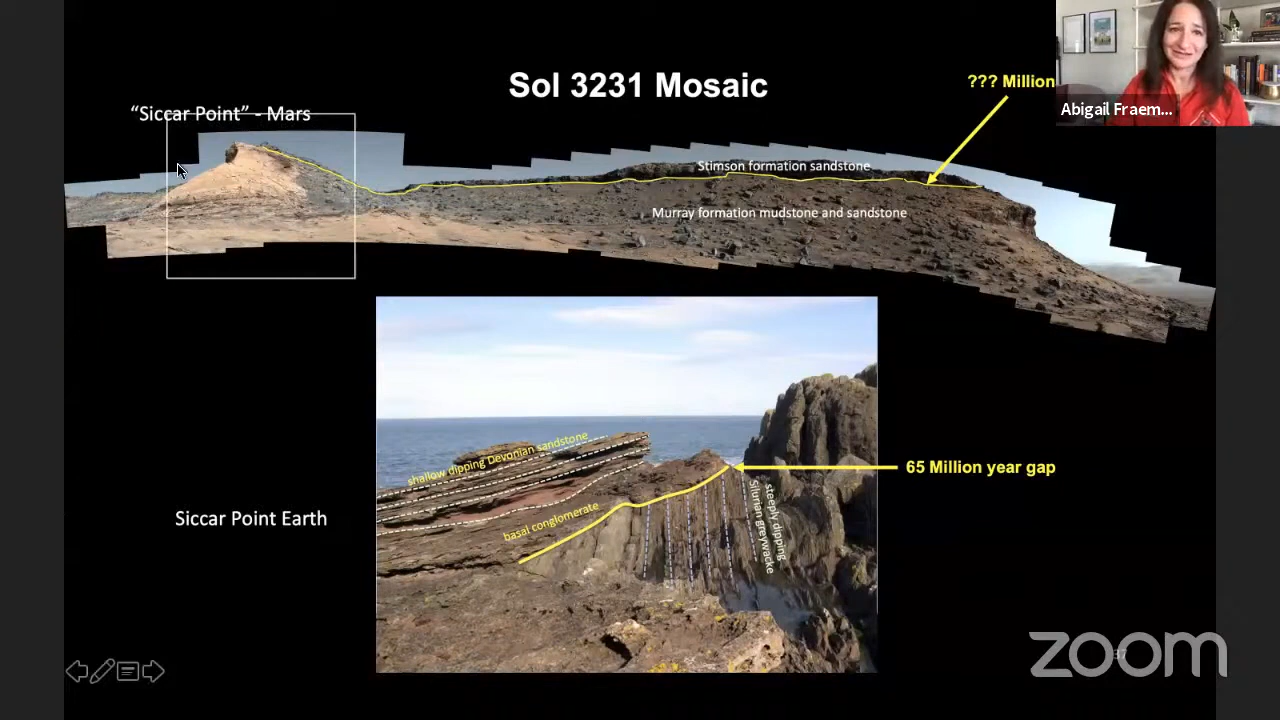 Sol 3231 Mosaic
??? Million
Abigail Fraem...
“Siccar Point” - Mars
Stimson formation sandstone
Murray formation mudstone and sandstone
shallow dipping Devonian sandstone
basal conglomerate
steeply dipping
Silurian greywacke
65 Million year gap
Siccar Point Earth
zoom
37